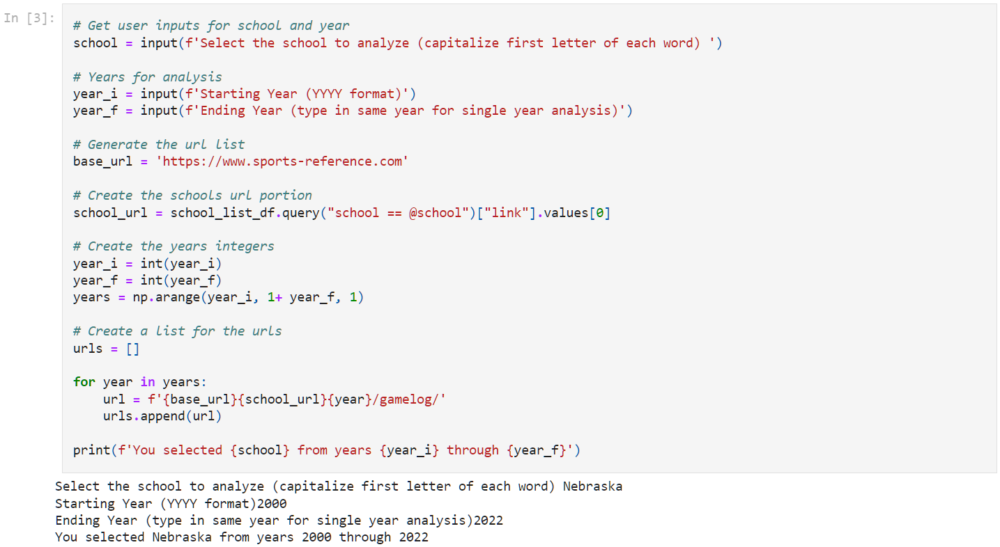 In [3]:
# Get user inputs for school and year
school = input(f'Select the school to analyze (capitalize first letter of each word) ')
# Years for analysis
year_i = input(f'Starting Year (YYYY format)')
year_f = input(f'Ending Year (type in same year for single year analysis)')
# Generate the url list
base_url = 'https://www.sports-reference.com'
# Create the schools url portion
school_url = school_list_df.query("school == @school")["link"].values[0]
# Create the years integers
year_i = int(year_i)
year_f = int(year_f)
years = np.arange(year_i, 1+ year_f, 1)
# Create a list for the urls
urls = []
for year in years:
    url = f'{base_url}{school_url}{year}/gamelog/'
    urls.append(url)
print(f'You selected {school} from years {year_i} through {year_f}')
Select the school to analyze (capitalize first letter of each word) Nebraska
Starting Year (YYYY format)2000
Ending Year (type in same year for single year analysis)2022
You selected Nebraska from years 2000 through 2022